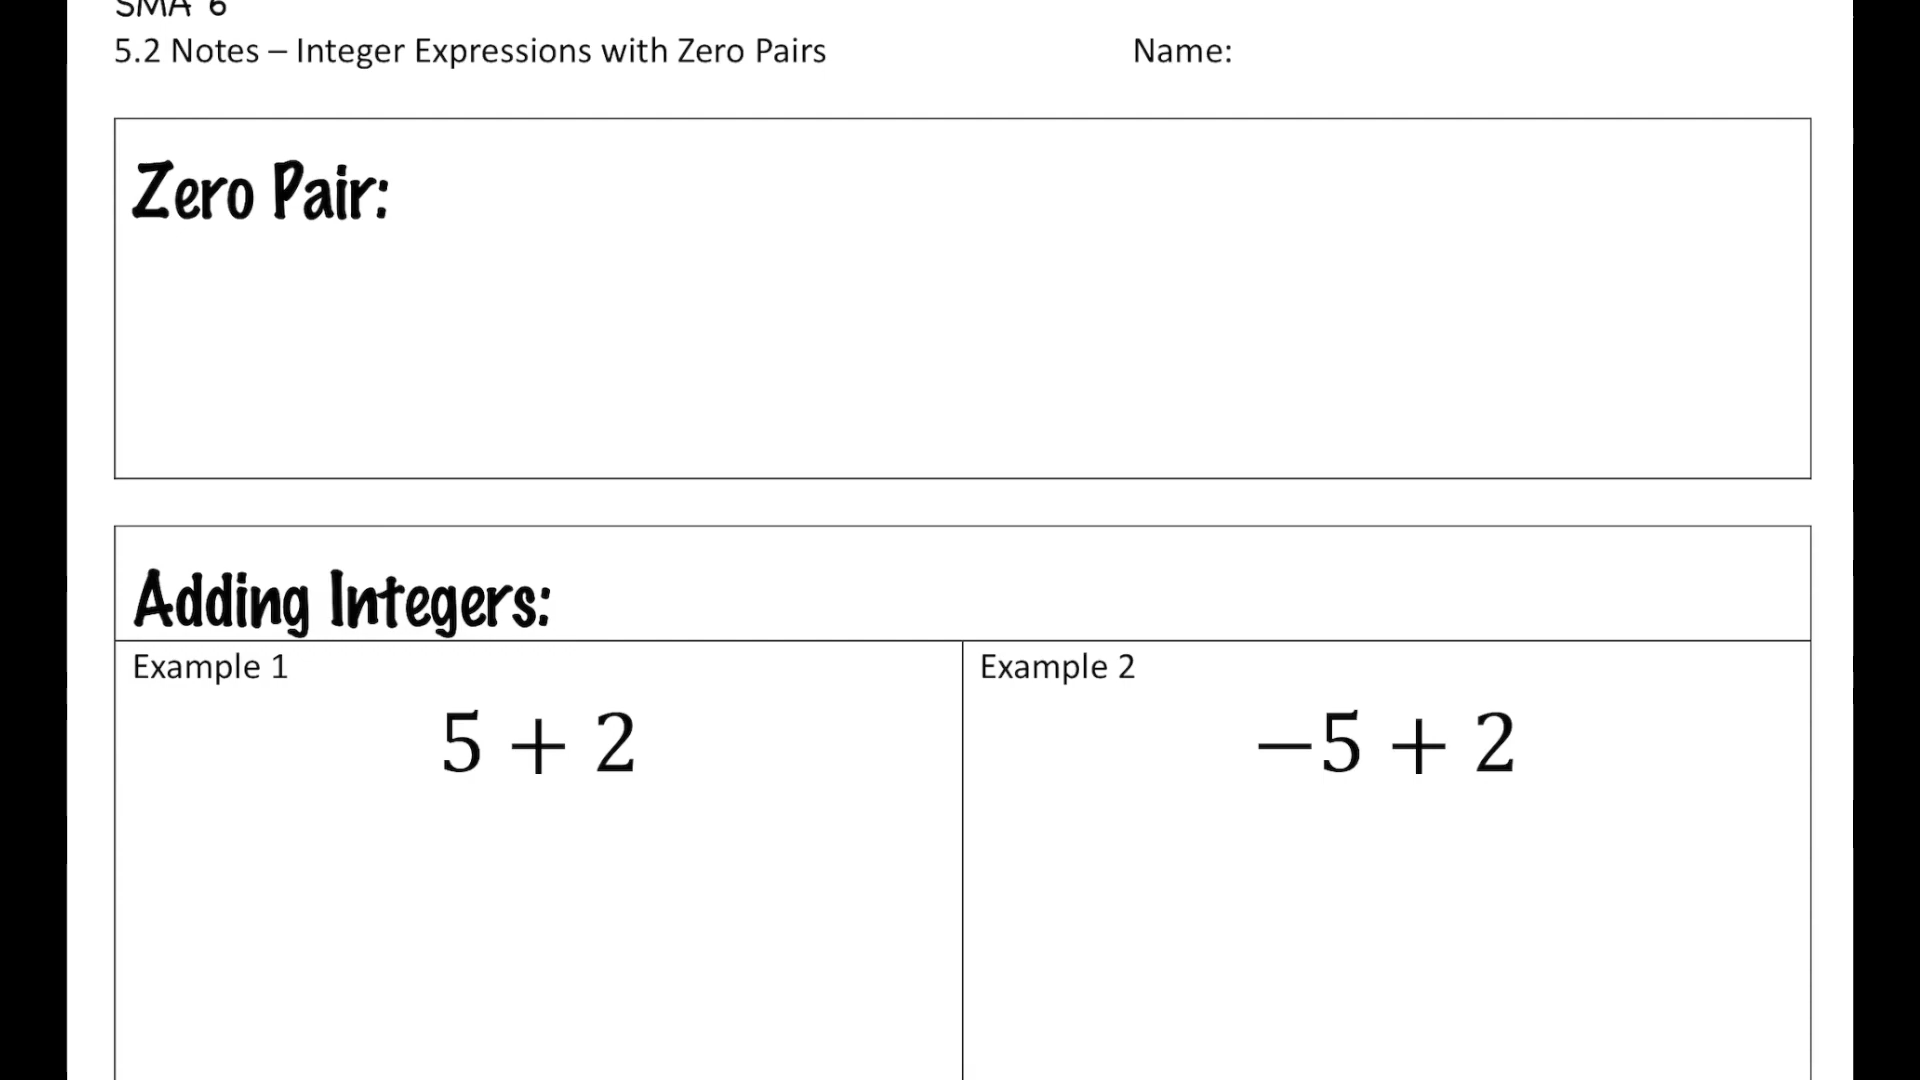 SMA 6
5.2 Notes – Integer Expressions with Zero Pairs Name:
Zero Pair:
Adding Integers:
Example 1
5 + 2
Example 2
−5 + 2